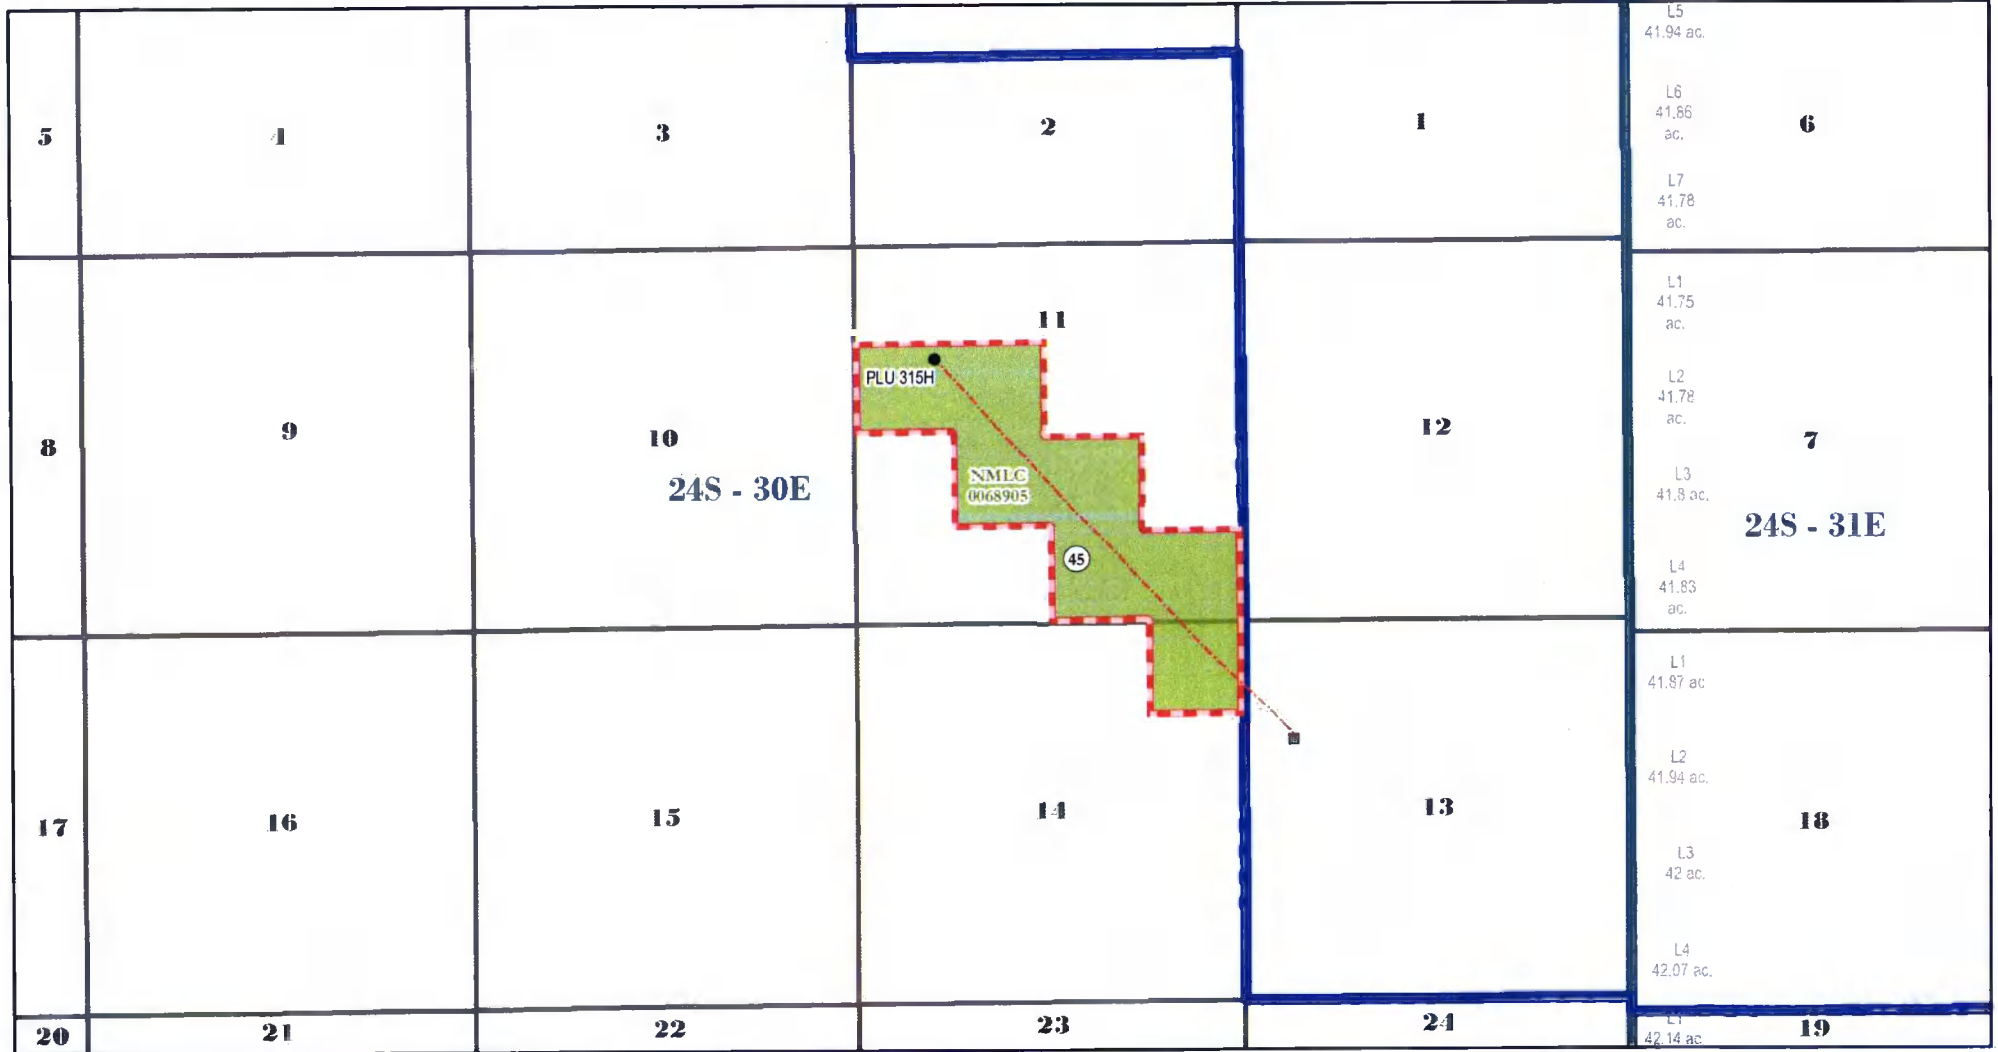 L5
41.94 ac.
L6
41.86
ac.
5
4
3
2
1
6
L7
41.78
ac.
L1
41.75
ac.
11
PLU 315H
L2
41.78
ac.
8
9
10
12
7
24S - 30E
NMLC
0068905
L3
41.8 ac.
24S - 31E
45
L4
41.83
ac.
L1
41.87 ac
L2
41.94 ac.
17
16
15
14
13
18
L3
42 ac.
L4
42.07 ac.
20
21
22
23
24
L1
42.14 ac.
19